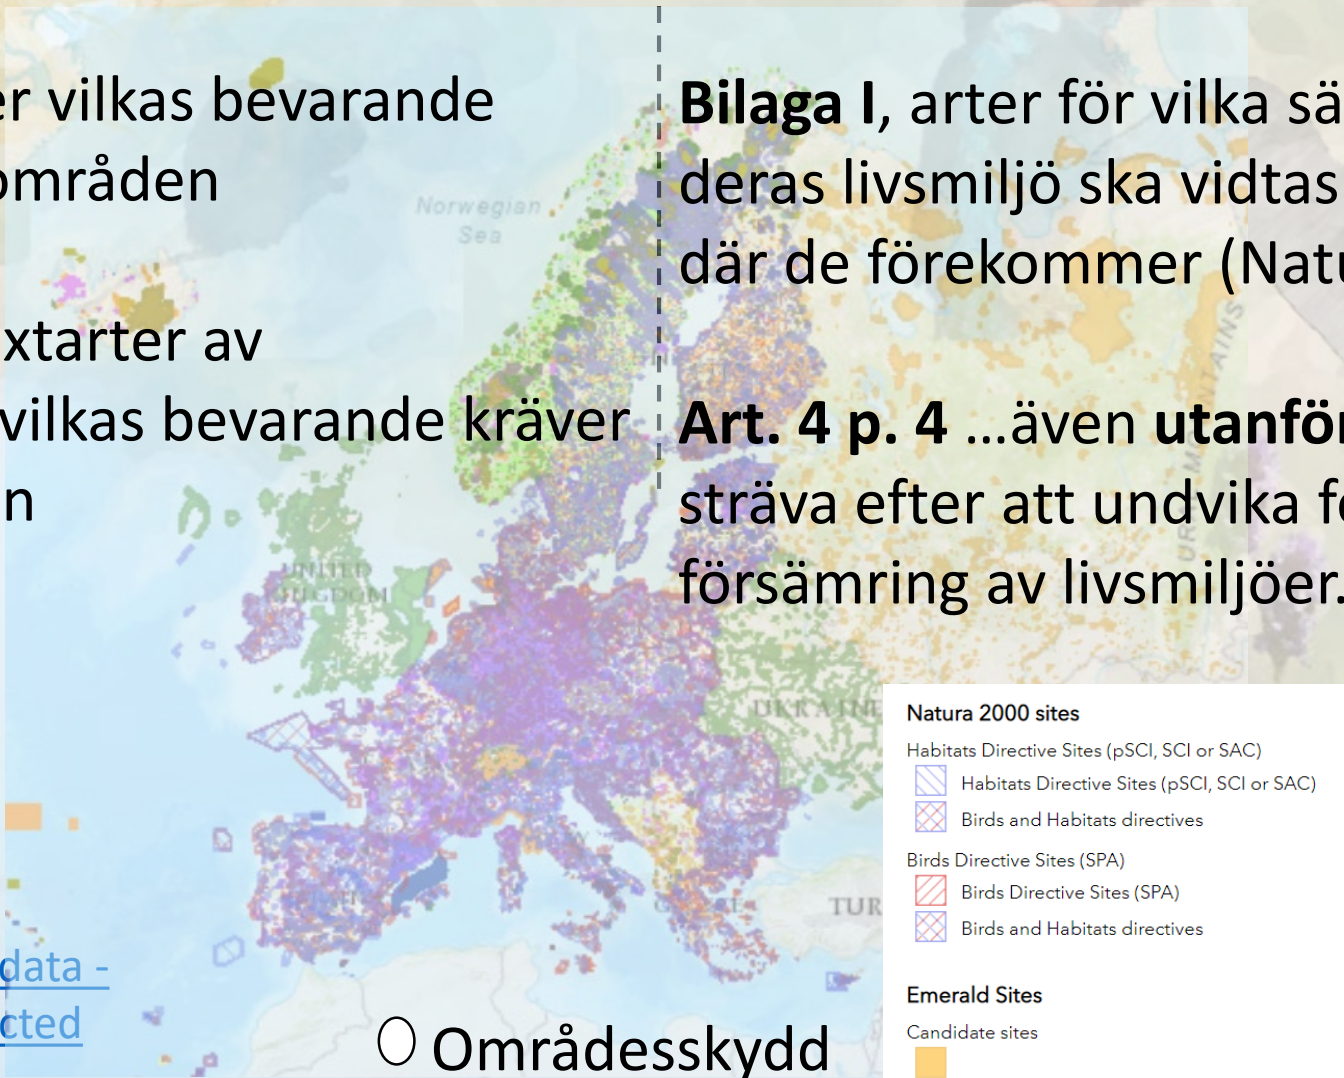 er vilkas bevarande
områden
xtarter av
vilkas bevarande kräver
n
Bilaga I, arter för vilka sä
deras livsmiljö ska vidtas
där de förekommer (Natu
Art. 4 p. 4 ...även utanför
sträva efter att undvika fö
försämring av livsmiljöer.
Norwegian
Sea
UNITED
KINGDOM
UKRAINE
TUR
data -
cted
Områdesskydd
Natura 2000 sites
Habitats Directive Sites (pSCI, SCI or SAC)
Habitats Directive Sites (pSCI, SCI or SAC)
Birds and Habitats directives
Birds Directive Sites (SPA)
Birds Directive Sites (SPA)
Birds and Habitats directives
Emerald Sites
Candidate sites